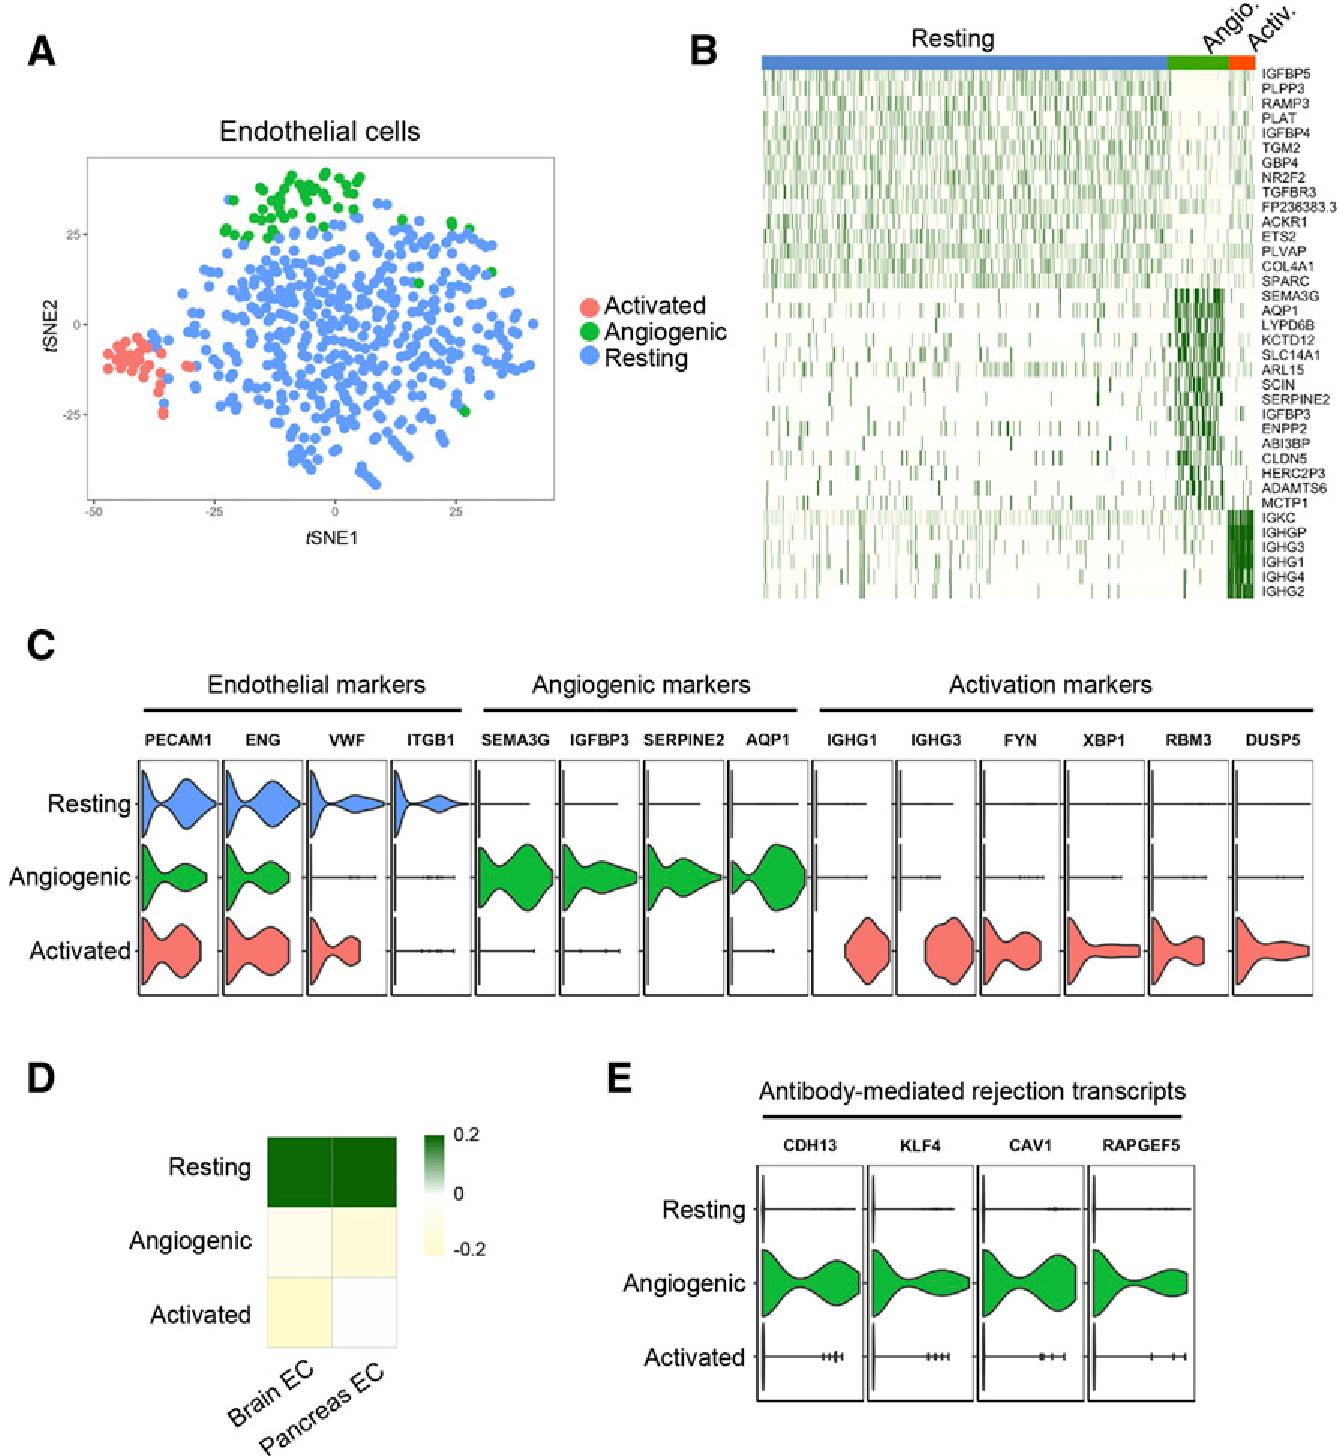 A
Endothelial cells
tSNE2
25
0
-25
-50
-25
0
25
tSNE1
Activated
Angiogenic
Resting
B
Resting
Angio.
Activ.
IGFBP5
PLPP3
RAMP3
PLAT
IGFBP4
TGM2
GBP4
NR2F2
TGFBR3
FP236383.3
ACKR1
ETS2
PLVAP
COL4A1
SPARC
SEMA3G
AQP1
LYPD6B
KCTD12
SLC14A1
ARL15
SCIN
SERPINE2
IGFBP3
ENPP2
ABI3BP
CLDN5
HERC2P3
ADAMTS6
MCTP1
IGKC
IGHGP
IGHG3
IGHG1
IGHG4
IGHG2
C
Endothelial markers Angiogenic markers Activation markers
PECAM1 ENG VWF ITGB1 SEMA3G IGFBP3 SERPINE2 AQP1 IGHG1 IGHG3 FYN XBP1 RBM3 DUSP5
Resting
Angiogenic
Activated
D
Resting
Angiogenic
Activated
Brain EC
Pancreas EC
0.2
0
-0.2
E
Antibody-mediated rejection transcripts
CDH13 KLF4 CAV1 RAPGEF5
Resting
Angiogenic
Activated